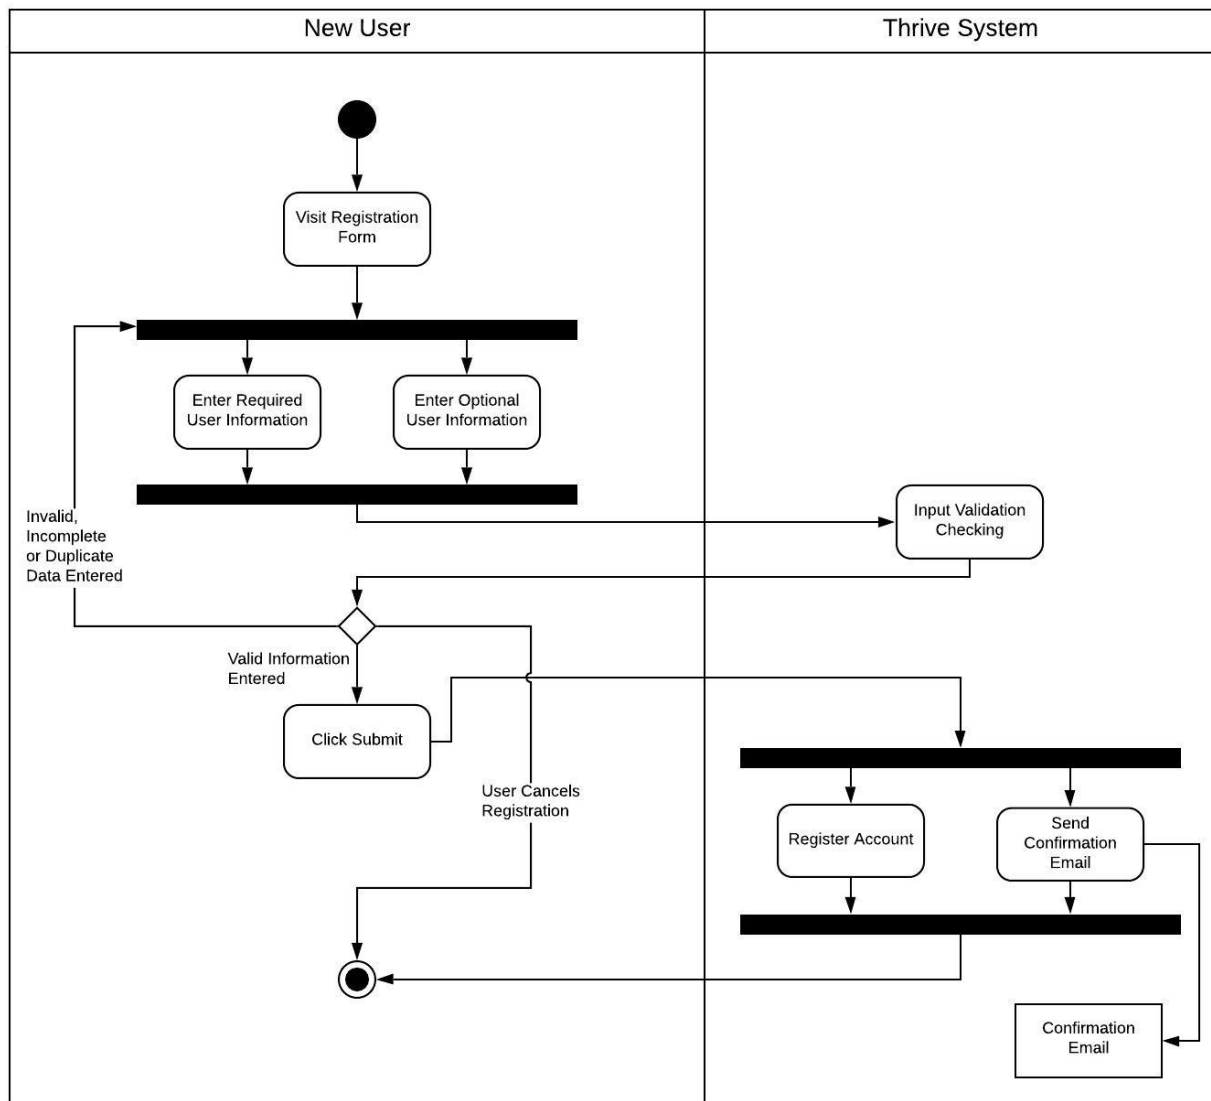 New User
Thrive System
Visit Registration
Form
Enter Required
User Information
Enter Optional
User Information
Input Validation
Checking
Invalid,
Incomplete
or Duplicate
Data Entered
Valid Information
Entered
Click Submit
User Cancels
Registration
Register Account
Send
Confirmation
Email
Confirmation
Email